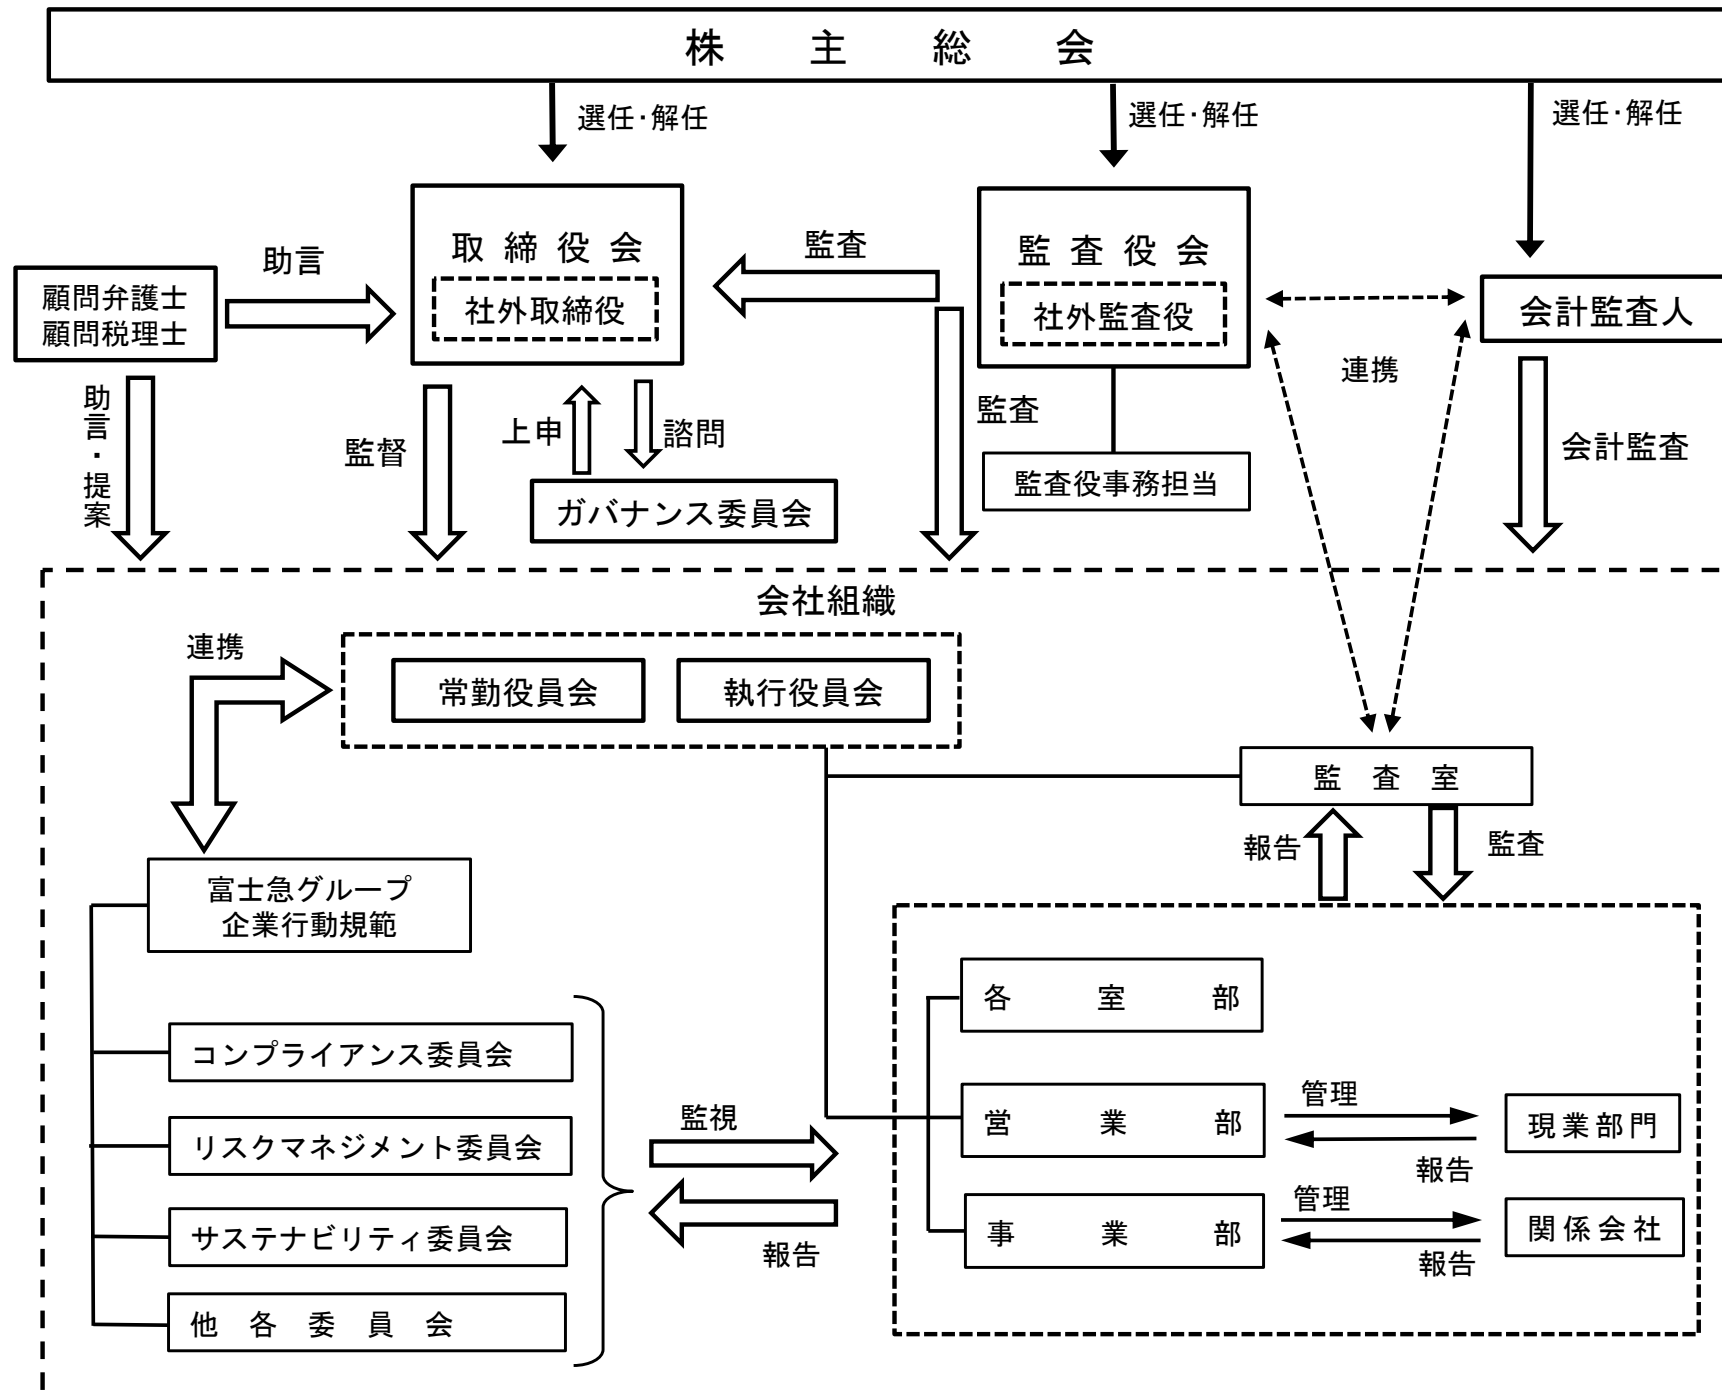 株主総会
選任・解任
選任・解任
選任・解任
取締役会
社外取締役
監査役会
社外監査役
監査
助言
顧問弁護士
顧問税理士
会計監査人
連携
助言・提案
監督
上申
諮問
監査
会計監査
監査役事務担当
ガバナンス委員会
会社組織
連携
常勤役員会
執行役員会
監査室
報告
監査
富士急グループ
企業行動規範
各室部
コンプライアンス委員会
営業部
管理
報告
現業部門
リスクマネジメント委員会
監視
報告
サステナビリティ委員会
事業部
管理
報告
関係会社
他各委員会